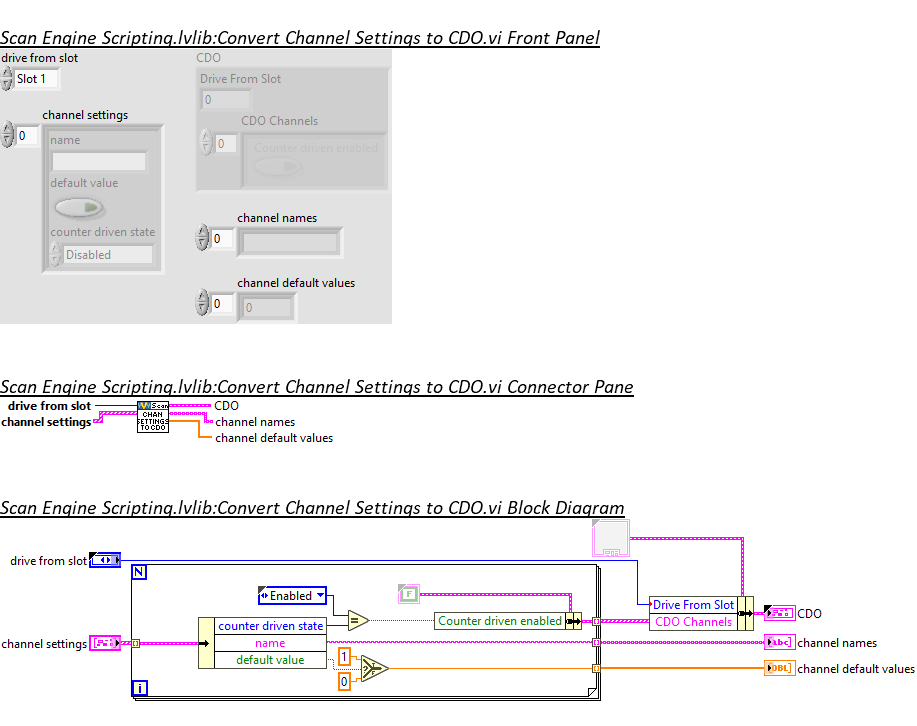 Scan Engine Scripting.lvlib:Convert Channel Settings to CDO.vi Front Panel
drive from slot
Slot 1
channel settings
0
name
default value
counter driven state
Disabled
CDO
Drive From Slot
0
CDO Channels
0
Counter driven enabled
channel names
0
channel default values
0
0
Scan Engine Scripting.lvlib:Convert Channel Settings to CDO.vi Connector Pane
drive from slot
channel settings
Scan
CHAN
SETTINGS
TO CDO
CDO
channel names
channel default values
Scan Engine Scripting.lvlib:Convert Channel Settings to CDO.vi Block Diagram
drive from slot
N
Enabled
F
counter driven state
=
Counter driven enabled
Drive From Slot
CDO Channels
CDO
channel settings
name
default value
channel names
abc
1
0
?
T
F
DBL
channel default values
i